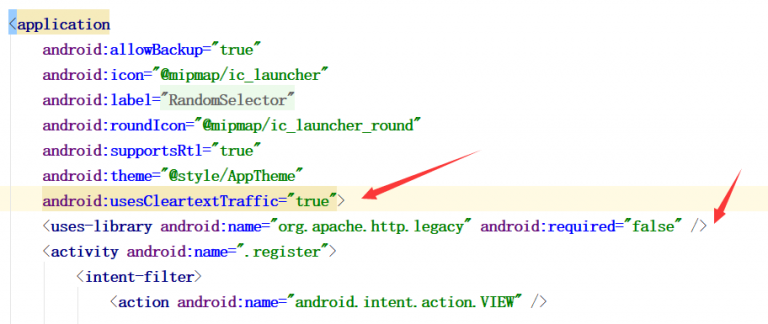 <application
android:allowBackup="true"
android:icon="@mipmap/ic_launcher"
android:label="RandomSelector"
android:roundIcon="@mipmap/ic_launcher_round"
android:supportsRtl="true"
android:theme="@style/AppTheme"
android:usesCleartextTraffic="true">
<uses-library android:name="org.apache.http.legacy" android:required="false" />
<activity android:name=".register">
<intent-filter>
<action android:name="android.intent.action.VIEW" />